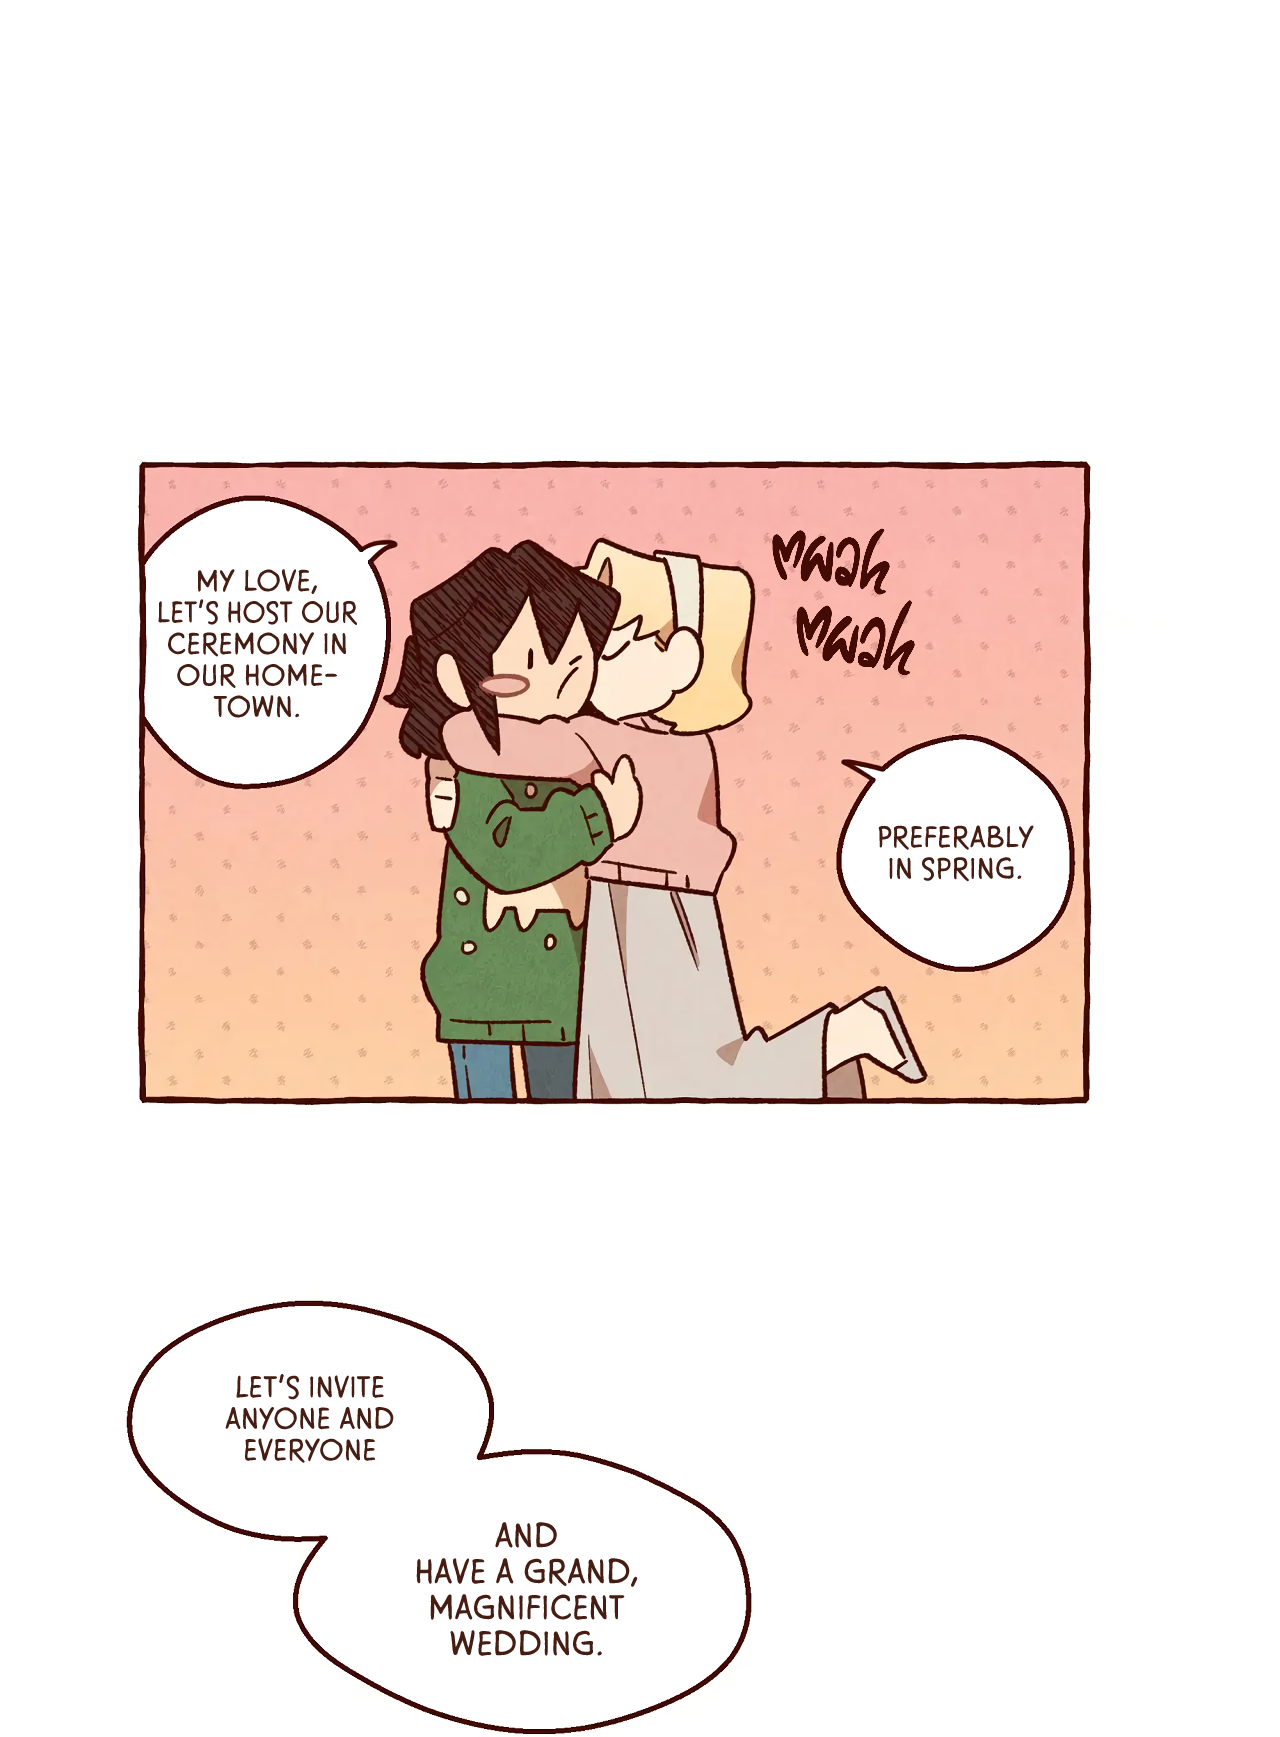 MY LOVE,
LET'S HOST OUR
CEREMONY IN
OUR HOME-
TOWN.
MWAH
MWAH
PREFERABLY
IN SPRING.
LET'S INVITE
ANYONE AND
EVERYONE
AND
HAVE A GRAND,
MAGNIFICENT
WEDDING.